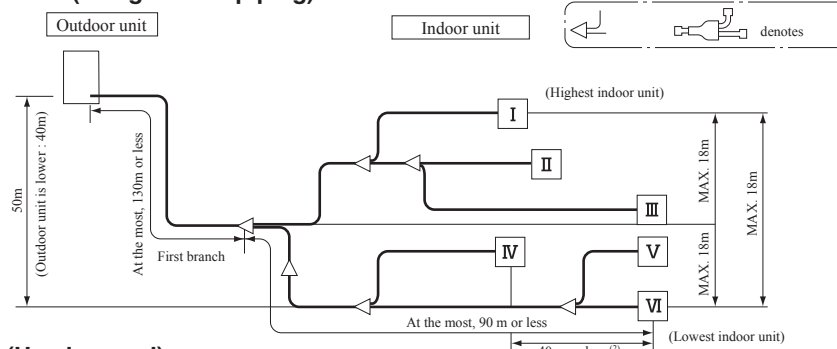 Outdoor unit
Indoor unit
denotes
(Highest indoor unit)
I
II
III
IV
V
VI
50m
(Outdoor unit is lower : 40m)
At the most, 130m or less
First branch
MAX. 18m
MAX. 18m
MAX. 18m
At the most, 90 m or less
(Lowest indoor unit)